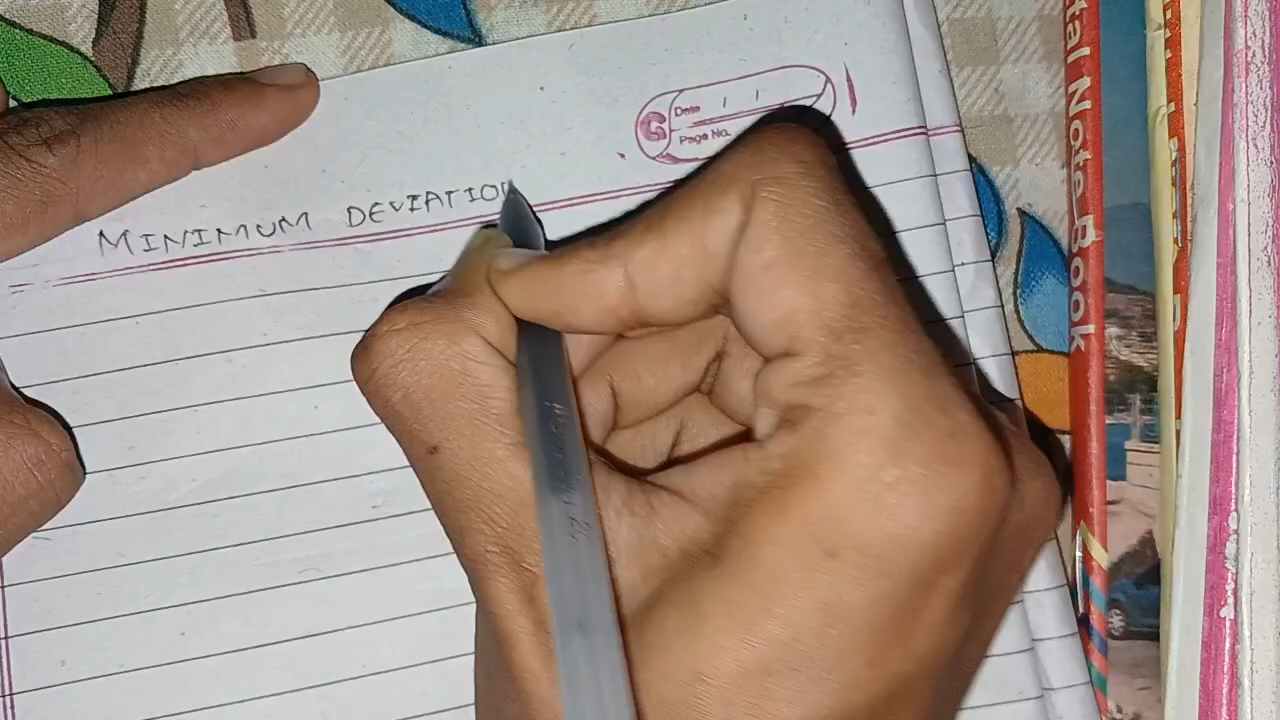 G
Date
Page No.
MINIMUM DEVIATION
tal Note Book